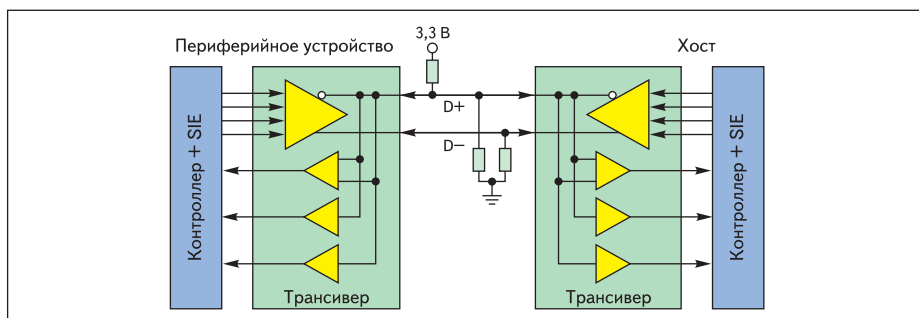 3,3 В
Периферийное устройство
Хост
D+
D−
Контроллер + SIE
Контроллер + SIE
Трансивер
Трансивер